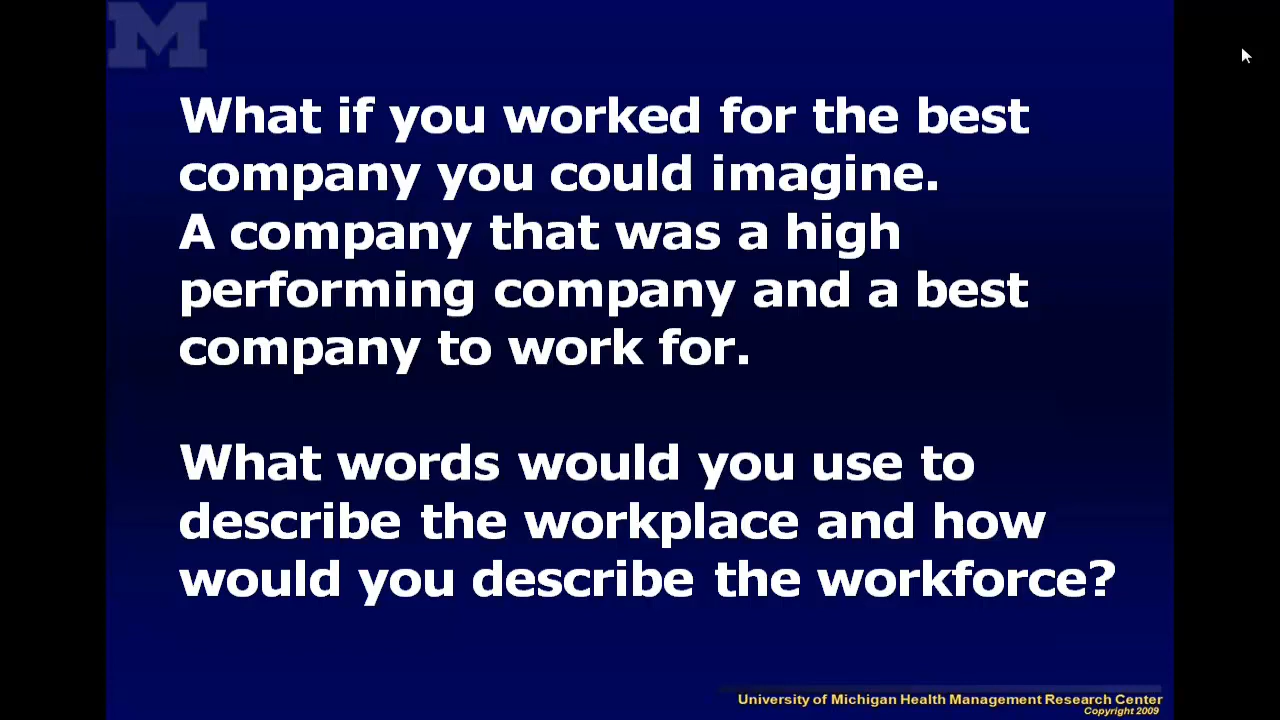 M
What if you worked for the best
company you could imagine.
A company that was a high
performing company and a best
company to work for.
What words would you use to
describe the workplace and how
would you describe the workforce?
University of Michigan Health Management Research Center
Copyright 2009